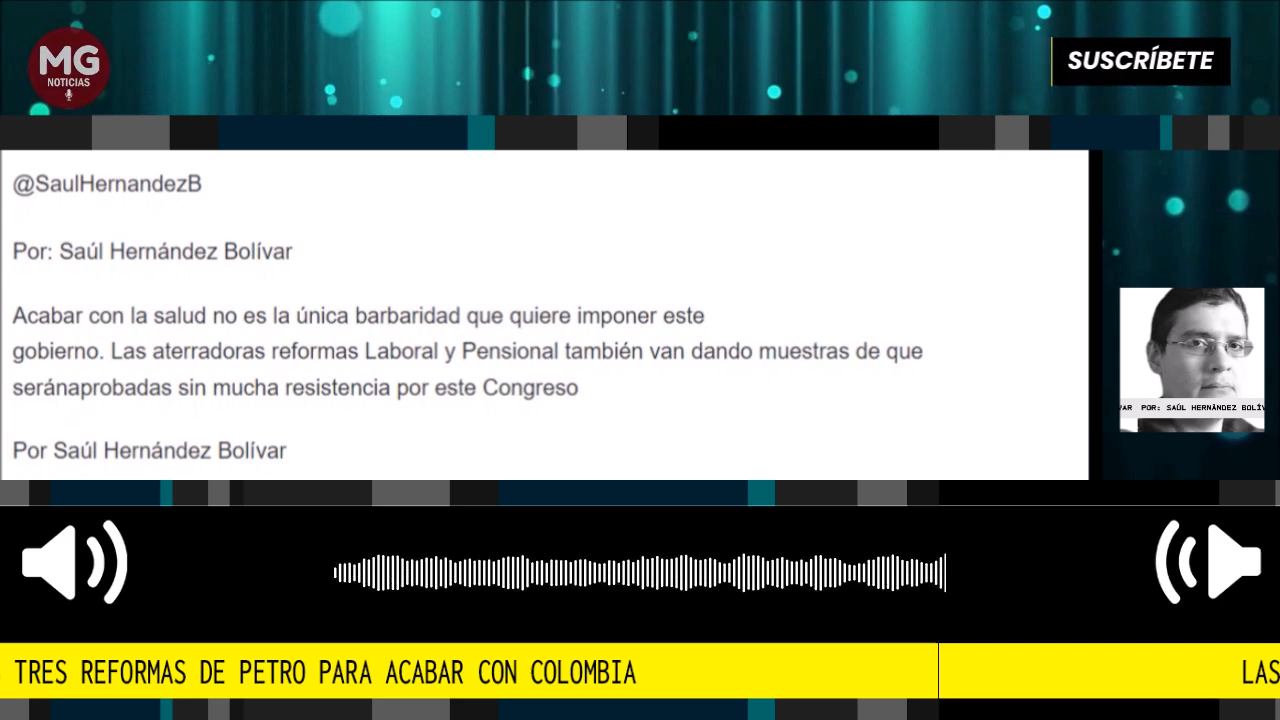 MG
NOTICIAS
SUSCRÍBETE
@SaulHernandezB
Por: Saúl Hernández Bolívar
Acabar con la salud no es la única barbaridad que quiere imponer este
gobierno. Las aterradoras reformas Laboral y Pensional también van dando muestras de que
seránaprobadas sin mucha resistencia por este Congreso
Por Saúl Hernández Bolívar
VAR POR: SAÚL HERNÁNDEZ BOLÍV
TRES REFORMAS DE PETRO PARA ACABAR CON COLOMBIA
LAS